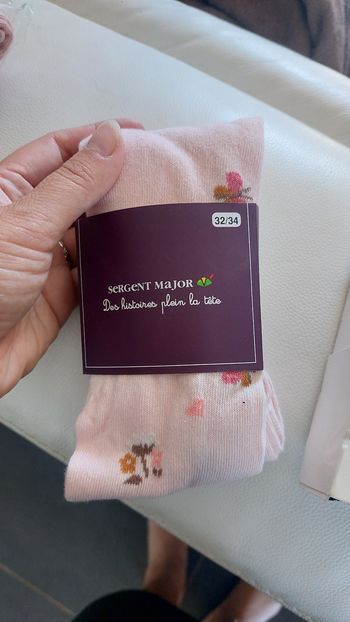 32/34
SERGENT MAJOR
Des histoires plein la tête